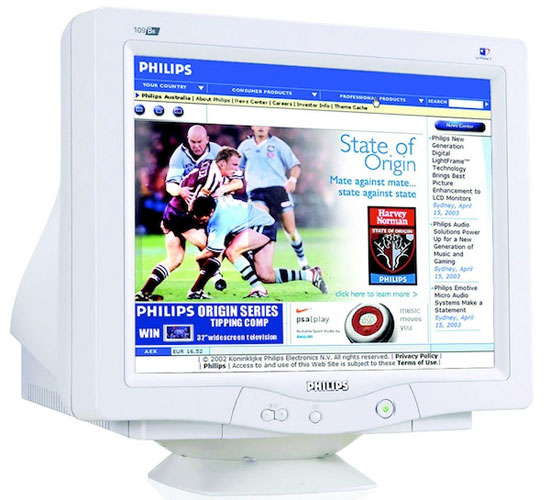 109B6
PHILIPS
YOUR COUNTRY CONSUMER PRODUCTS PROFESSIONAL PRODUCTS SEARCH
Philips Australia | About Philips | News Center | Careers | Investor Info | Theme Cache
News Center
State of
Origin
Mate against mate...
state against state
Harvey
Norman
STATE OF ORIGIN
PHILIPS
click here to learn more >
Philips New
Generation
Digital
LightFrame™
Technology
Brings Best
Picture
Enhancement to
LCD Monitors
Sydney, April
15, 2003
Philips Audio
Solutions Power
Up for a New
Generation of
Music and
Gaming
Sydney, April
15, 2003
Philips Emotive
Micro Audio
Systems Make a
Statement
Sydney, April
15, 2003
PHILIPS ORIGIN SERIES
TIPPING COMP
WIN 32"widescreen television
psa|play
music
moves
you
AEX EUR 16.52
© 2002 Koninklijke Philips Electronics N.V. All rights reserved. | Privacy Policy
| Philips | Access to and use of this Web Site is subject to these Terms of Use.|
PHILIPS